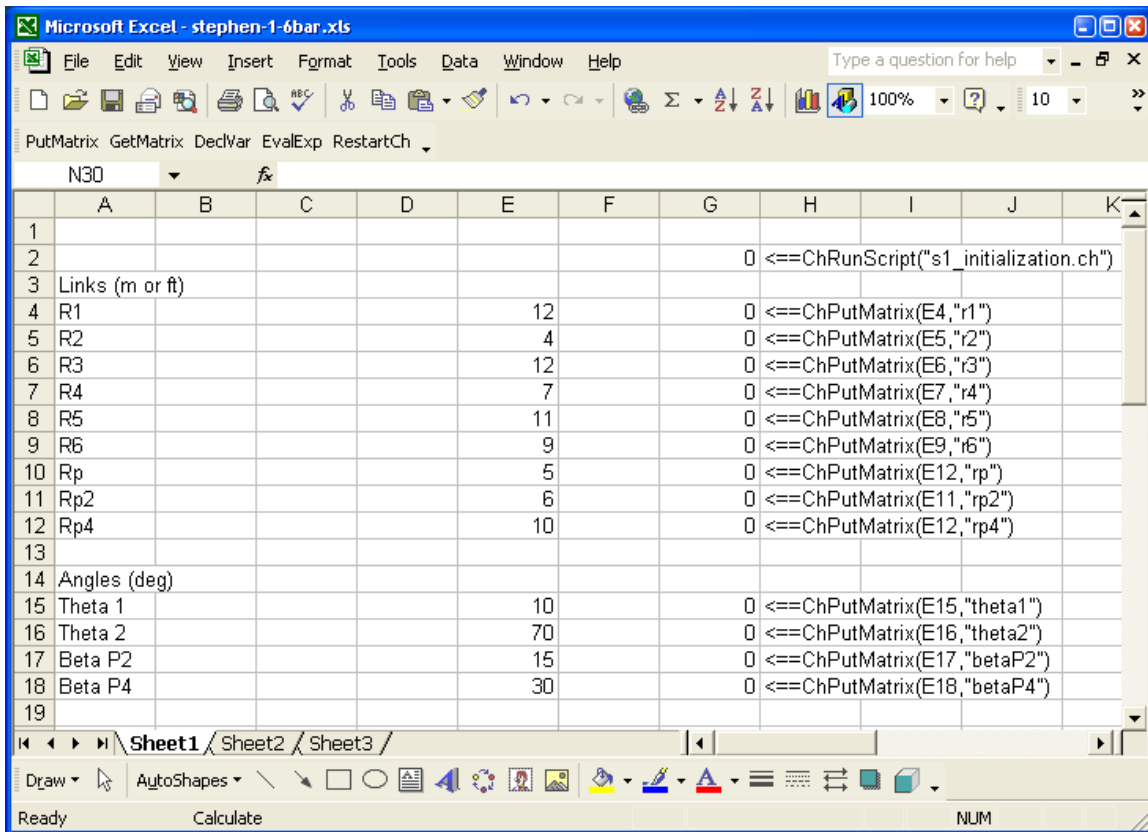 Microsoft Excel - stephen-1-6bar.xls
File Edit View Insert Format Tools Data Window Help Type a question for help
ABC Σ A Z Z A 100% 10
PutMatrix GetMatrix DeclVar EvalExp RestartCh
N30 fx
A B C D E F G H I J K
1
2 0 <==ChRunScript("s1_initialization.ch")
3 Links (m or ft)
4 R1 12 0 <==ChPutMatrix(E4,"r1")
5 R2 4 0 <==ChPutMatrix(E5,"r2")
6 R3 12 0 <==ChPutMatrix(E6,"r3")
7 R4 7 0 <==ChPutMatrix(E7,"r4")
8 R5 11 0 <==ChPutMatrix(E8,"r5")
9 R6 9 0 <==ChPutMatrix(E9,"r6")
10 Rp 5 0 <==ChPutMatrix(E12,"rp")
11 Rp2 6 0 <==ChPutMatrix(E11,"rp2")
12 Rp4 10 0 <==ChPutMatrix(E12,"rp4")
13
14 Angles (deg)
15 Theta 1 10 0 <==ChPutMatrix(E15,"theta1")
16 Theta 2 70 0 <==ChPutMatrix(E16,"theta2")
17 Beta P2 15 0 <==ChPutMatrix(E17,"betaP2")
18 Beta P4 30 0 <==ChPutMatrix(E18,"betaP4")
19
Sheet1 Sheet2 Sheet3
Draw AutoShapes A A
Ready Calculate NUM